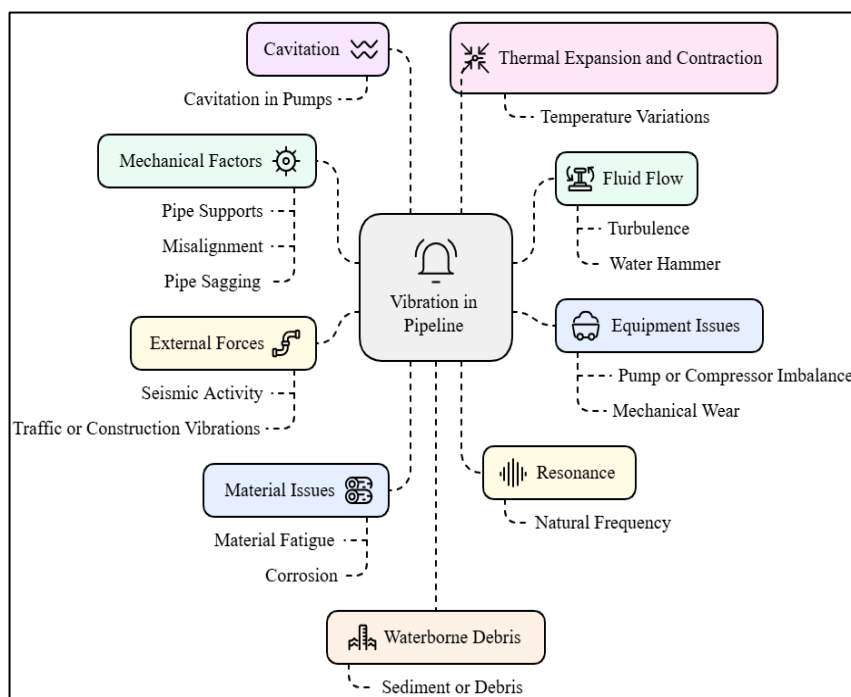 Cavitation
Cavitation in Pumps
Thermal Expansion and Contraction
Temperature Variations
Mechanical Factors
Pipe Supports
Misalignment
Pipe Sagging
Fluid Flow
Turbulence
Water Hammer
Vibration in
Pipeline
External Forces
Seismic Activity
Traffic or Construction Vibrations
Equipment Issues
Pump or Compressor Imbalance
Mechanical Wear
Material Issues
Material Fatigue
Corrosion
Resonance
Natural Frequency
Waterborne Debris
Sediment or Debris